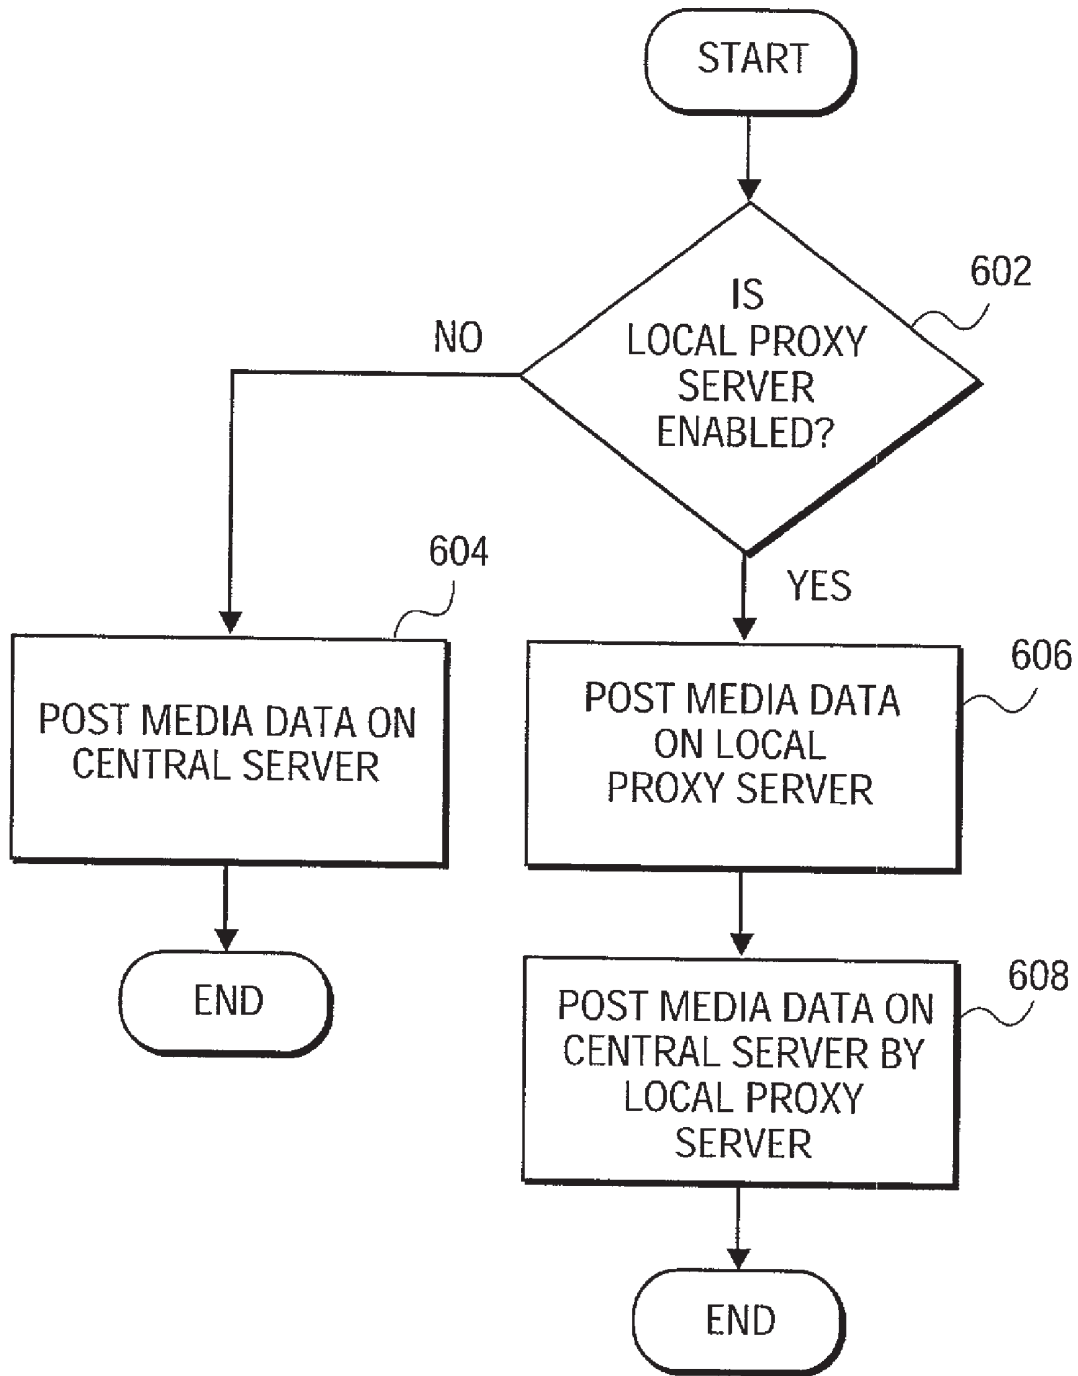 START
602
IS
LOCAL PROXY
SERVER
ENABLED?
NO
YES
604
POST MEDIA DATA ON
CENTRAL SERVER
606
POST MEDIA DATA
ON LOCAL
PROXY SERVER
END
608
POST MEDIA DATA ON
CENTRAL SERVER BY
LOCAL PROXY
SERVER
END